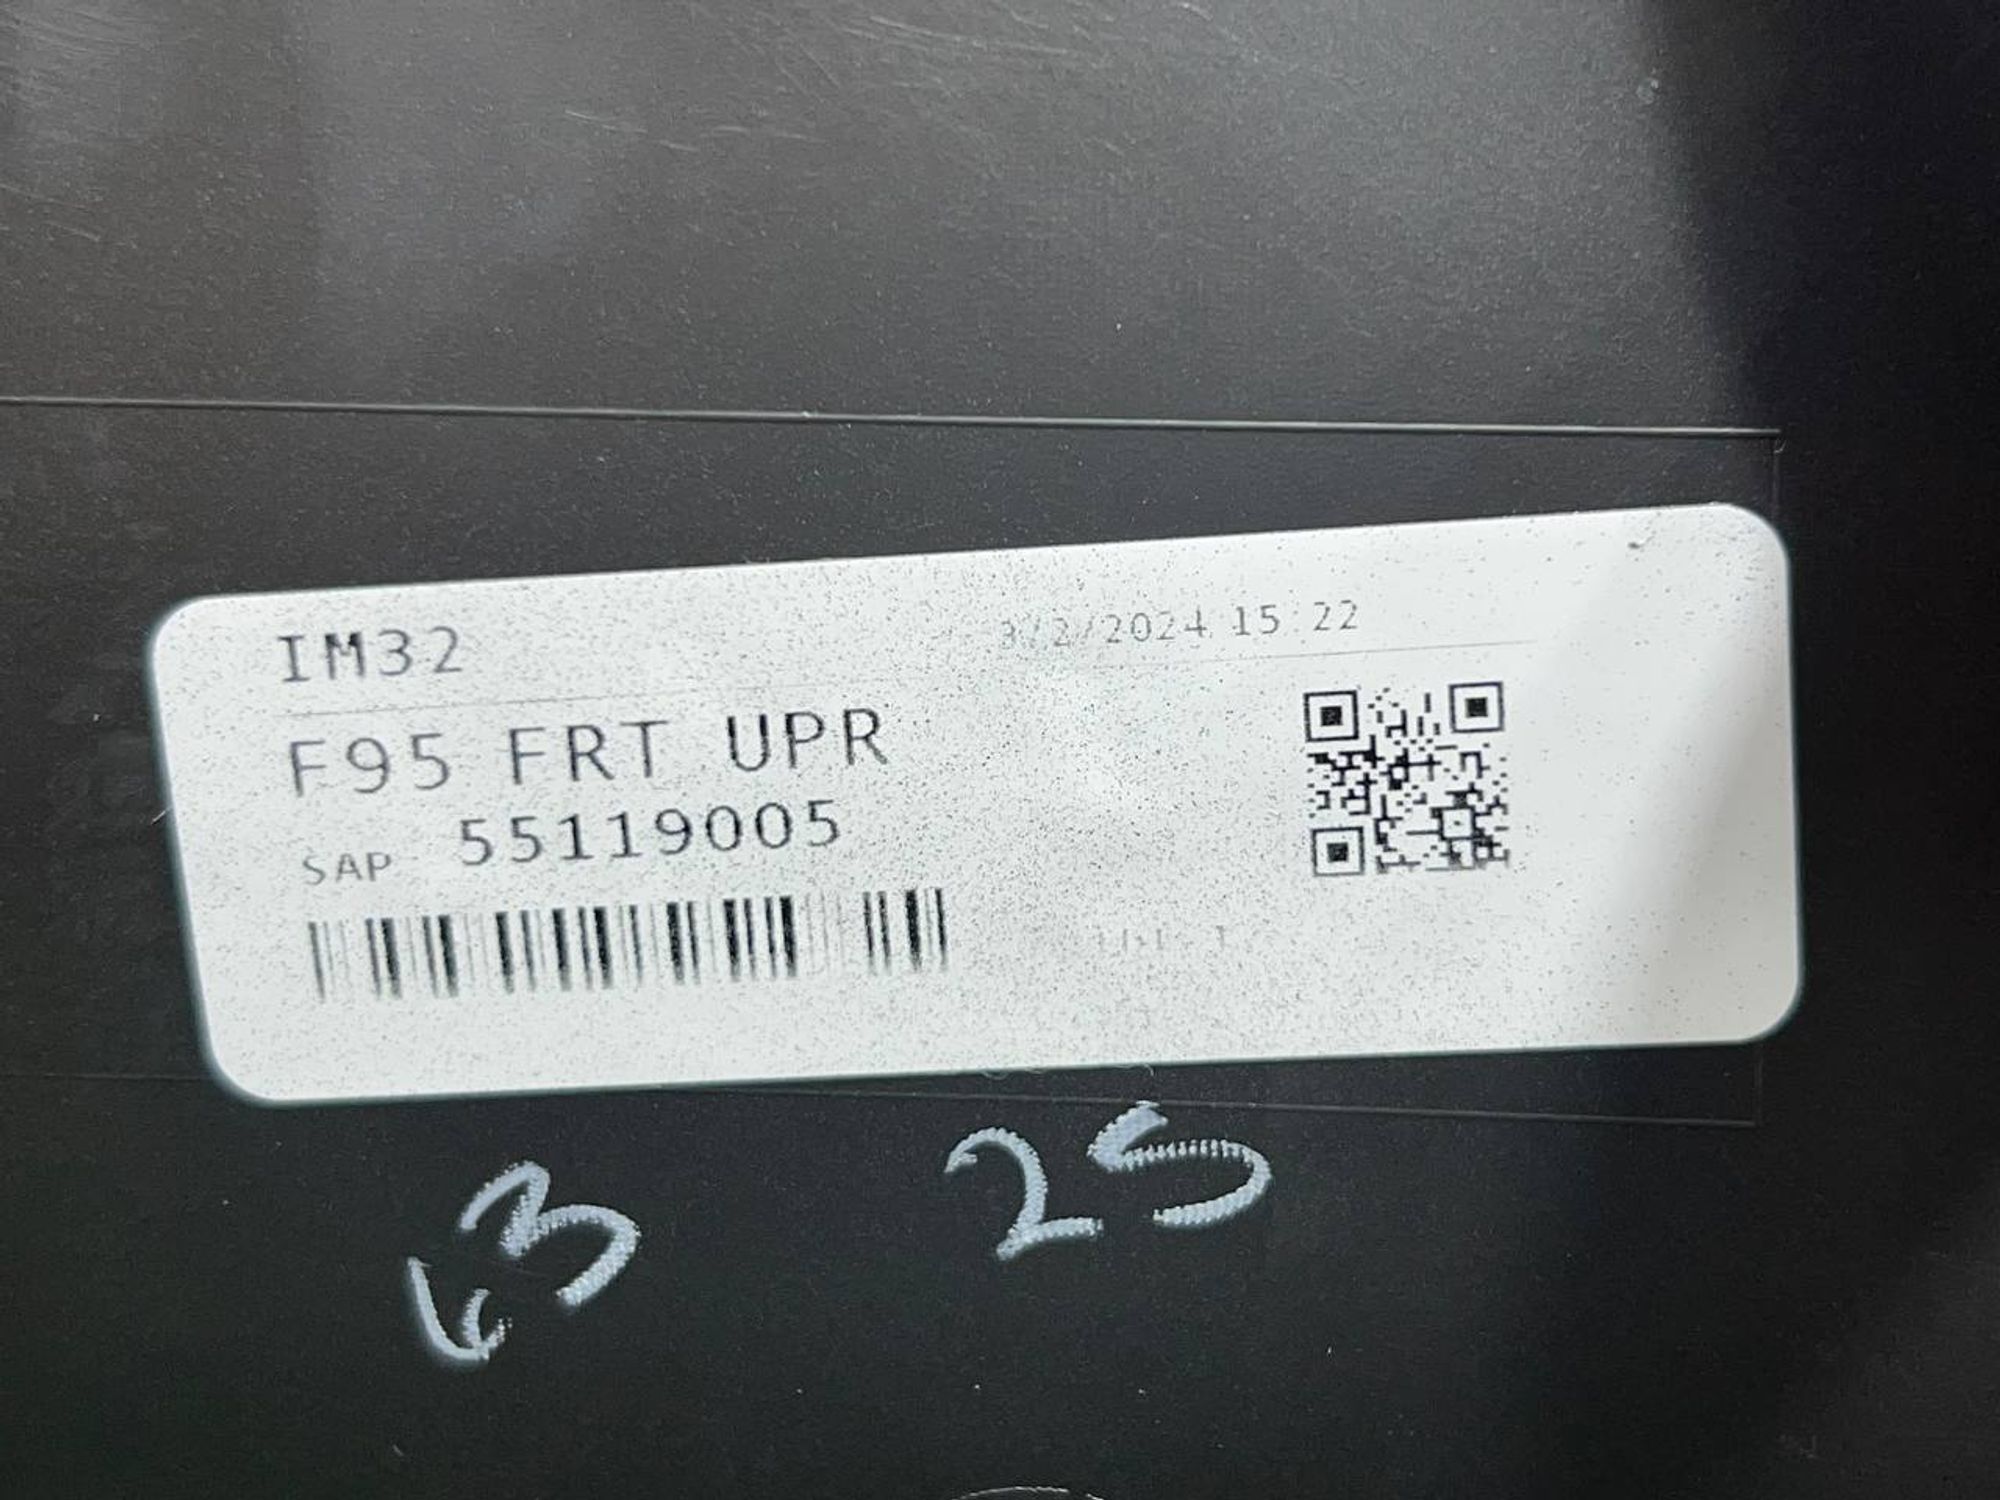 IM32
3/2/2024 15:22
F95 FRT UPR
SAP 55119005
63
25